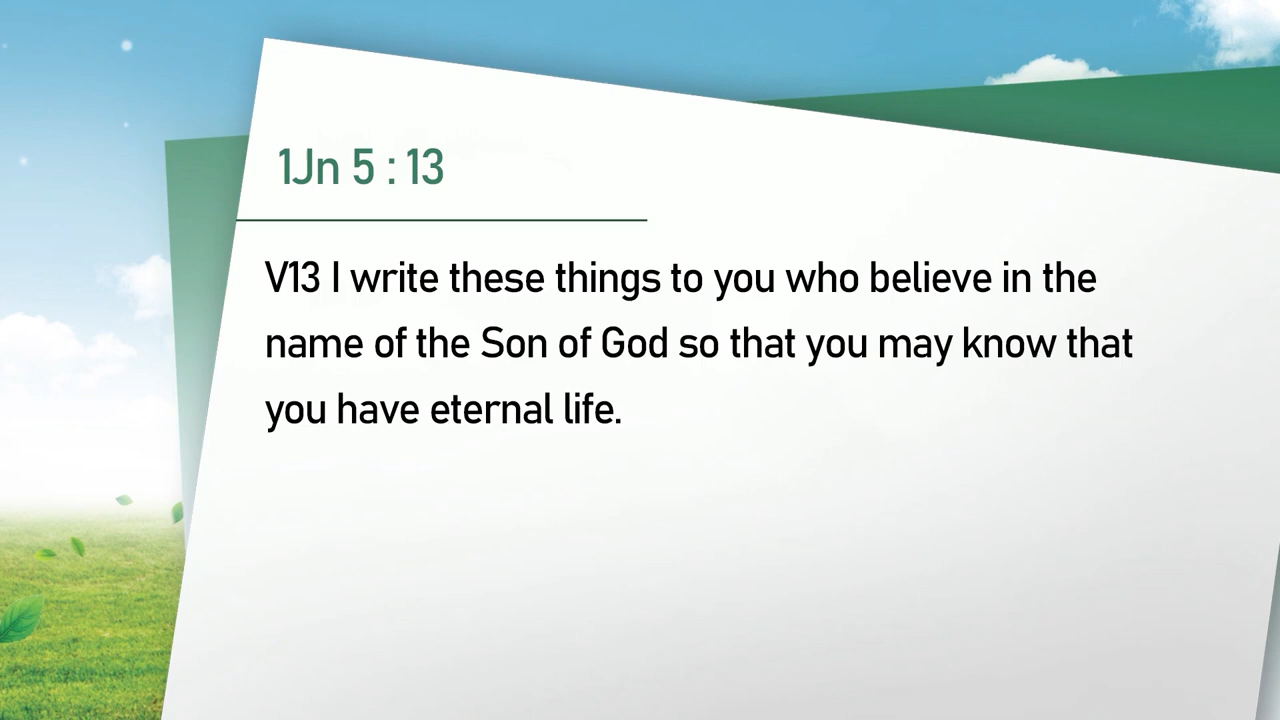 1Jn 5 : 13
V13 I write these things to you who believe in the
name of the Son of God so that you may know that
you have eternal life.